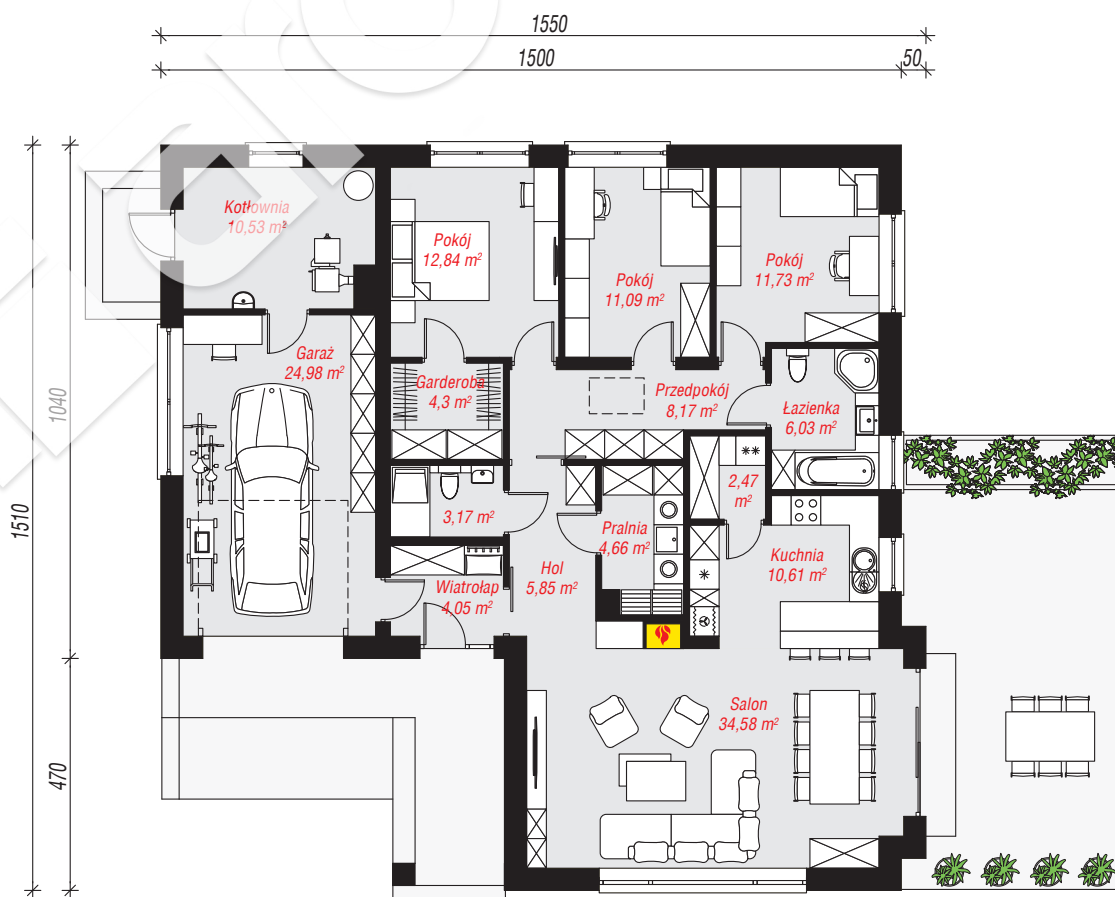 1550
1500
50
Kotłownia
10,53 m²
Pokój
12,84 m²
Pokój
11,09 m²
Pokój
11,73 m²
1040
1510
470
Garaż
24,98 m²
Garderoba
4,3 m²
Przedpokój
8,17 m²
Łazienka
6,03 m²
2,47
m²
3,17 m²
Pralnia
4,66 m²
Kuchnia
10,61 m²
Hol
5,85 m²
Wiatrołap
4,05 m²
Salon
34,58 m²